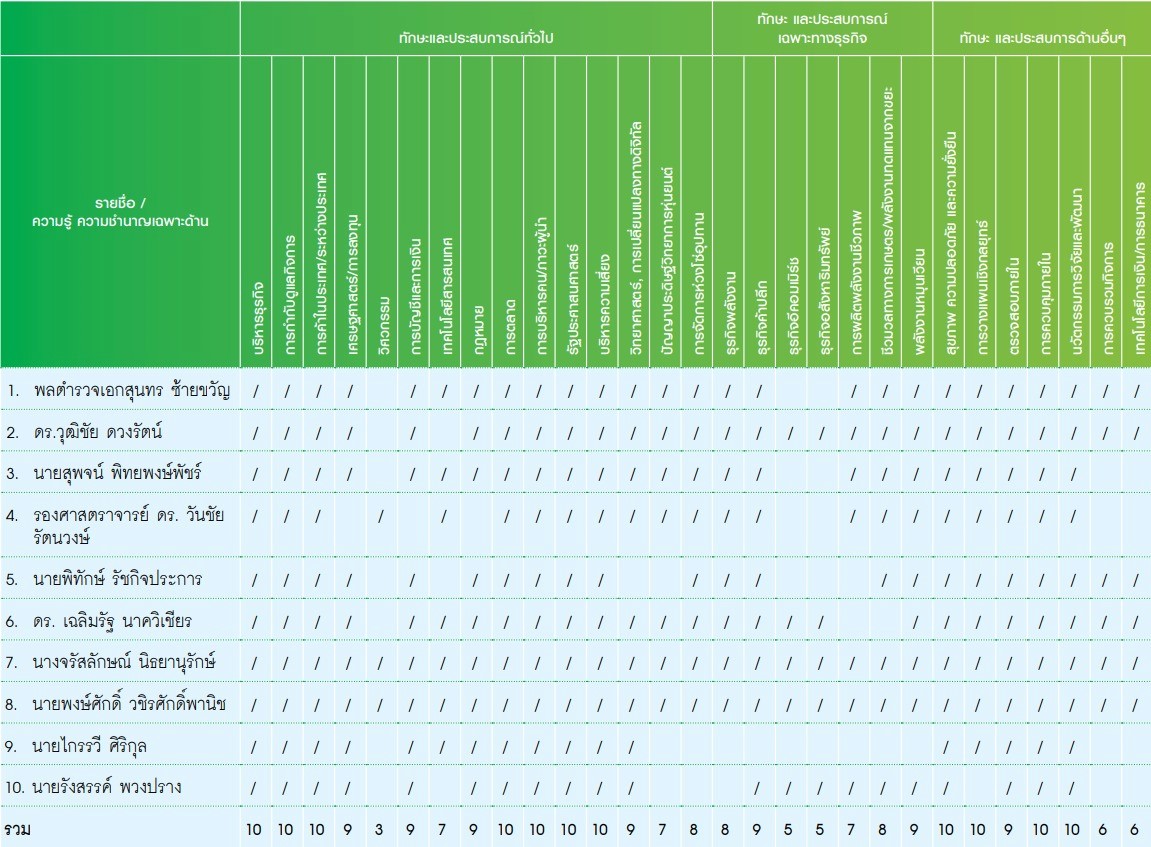 ทักษะและประสบการณ์ทั่วไป
ทักษะ และประสบการณ์
เฉพาะทางธุรกิจ
ทักษะ และประสบการด้านอื่นๆ
รายชื่อ /
ความรู้ ความชำนาญเฉพาะด้าน
บริหารธุรกิจ
การกำกับดูแลกิจการ
การค้าในประเทศ/ระหว่างประเทศ
เศรษฐศาสตร์/การลงทุน
วิศวกรรม
การบัญชีและการเงิน
เทคโนโลยีสารสนเทศ
กฎหมาย
การตลาด
การบริหารคน/ภาวะผู้นำ
รัฐประศาสนศาสตร์
บริหารความเสี่ยง
วิทยาศาสตร์, การเปลี่ยนแปลงทางดิจิทัล
ปัญญาประดิษฐ์วิทยาการหุ่นยนต์
การจัดการห่วงโซ่อุปทาน
ธุรกิจพลังงาน
ธุรกิจค้าปลีก
ธุรกิจอีคอมเมิร์ซ
ธุรกิจอสังหาริมทรัพย์
การผลิตพลังงานชีวภาพ
ชีวมวลทางการเกษตร/พลังงานทดแทนจากขยะ
พลังงานหมุนเวียน
สุขภาพ ความปลอดภัย และความยั่งยืน
การวางแผนเชิงกลยุทธ์
ตรวจสอบภายใน
การควบคุมภายใน
นวัตกรรมการวิจัยและพัฒนา
การควบรวมกิจการ
เทคโนโลยีการเงิน/การธนาคาร
1. พลตำรวจเอกสุนทร ซ้ายขวัญ / / / / / / / / / / / / / / / / / / / / / / / / / /
2. ดร.วุฒิชัย ดวงรัตน์ / / / / / / / / / / / / / / / / / / / / / / / / / / /
3. นายสุพจน์ พิทยพงษ์พัชร์ / / / / / / / / / / / / / / / / / / / / / / / /
4. รองศาสตราจารย์ ดร. วันชัย / / / / / / / / / / / / / / / / / / / / / /
รัตนวงษ์
5. นายพิทักษ์ รัชกิจประการ / / / / / / / / / / / / / / / / / / / / / /
6. ดร. เฉลิมรัฐ นาควิเชียร / / / / / / / / / / / / / / / / / / / / / / / / /
7. นางจรัสลักษณ์ นิธยานุรักษ์ / / / / / / / / / / / / / / / / / / / / / / / / / / / / /
8. นายพงษ์ศักดิ์ วชิรศักดิ์พานิช / / / / / / / / / / / / / / / / / / / / / / / / / / / / /
9. นายไกรรวี ศิริกุล / / / / / / / / / / / / / / / / /
10. นายรังสรรค์ พวงปราง / / / / / / / / / / / / / / / / / / / / /
รวม 10 10 10 9 3 9 7 9 10 10 10 10 9 7 8 8 9 5 5 7 8 9 10 9 10 10 10 6 6